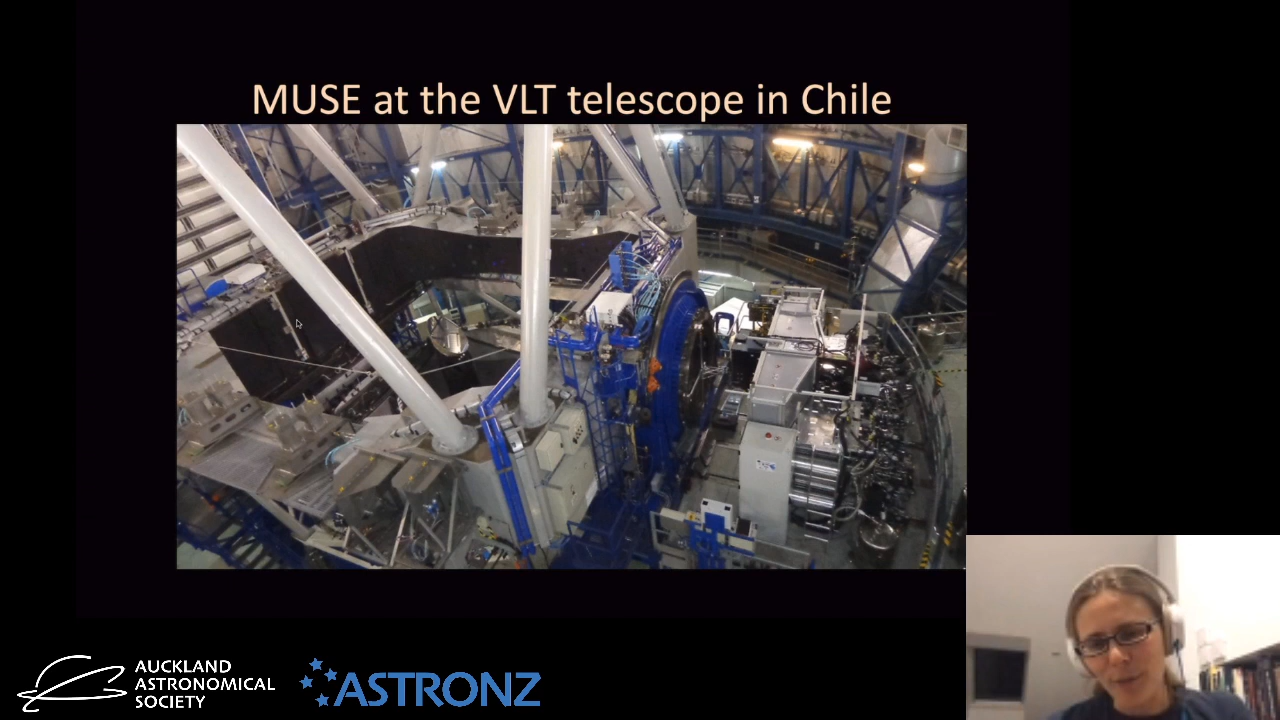 MUSE at the VLT telescope in Chile
AUCKLAND
ASTRONOMICAL
SOCIETY
ASTRONZ